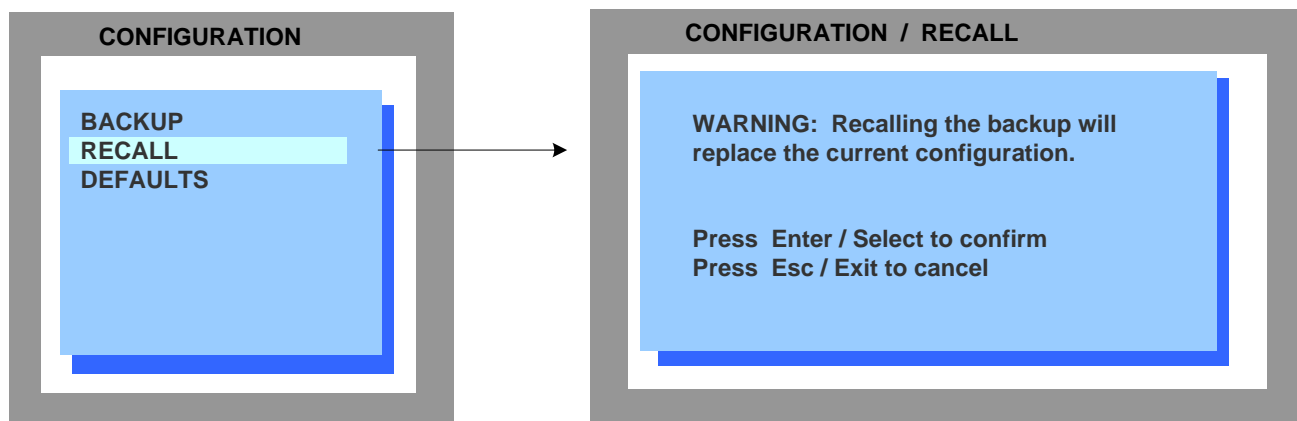 CONFIGURATION
BACKUP
RECALL
DEFAULTS
CONFIGURATION / RECALL
WARNING: Recalling the backup will
replace the current configuration.
Press Enter / Select to confirm
Press Esc / Exit to cancel